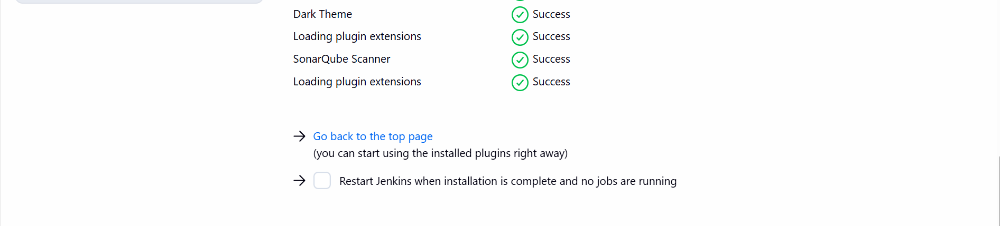 Dark Theme Success
Loading plugin extensions Success
SonarQube Scanner Success
Loading plugin extensions Success
Go back to the top page
(you can start using the installed plugins right away)
Restart Jenkins when installation is complete and no jobs are running